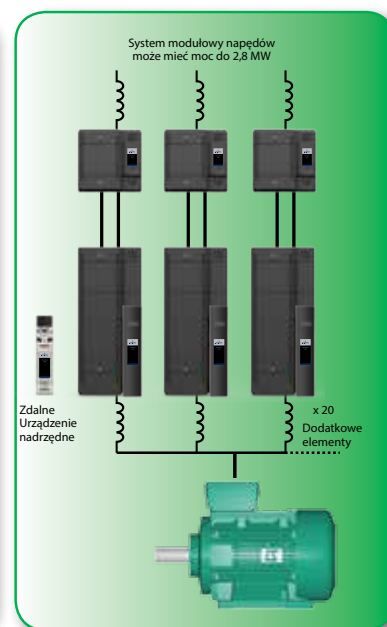 System modułowy napędów
może mieć moc do 2,8 MW
Zdalne
Urządzenie
nadrzędne
x 20
Dodatkowe
elementy